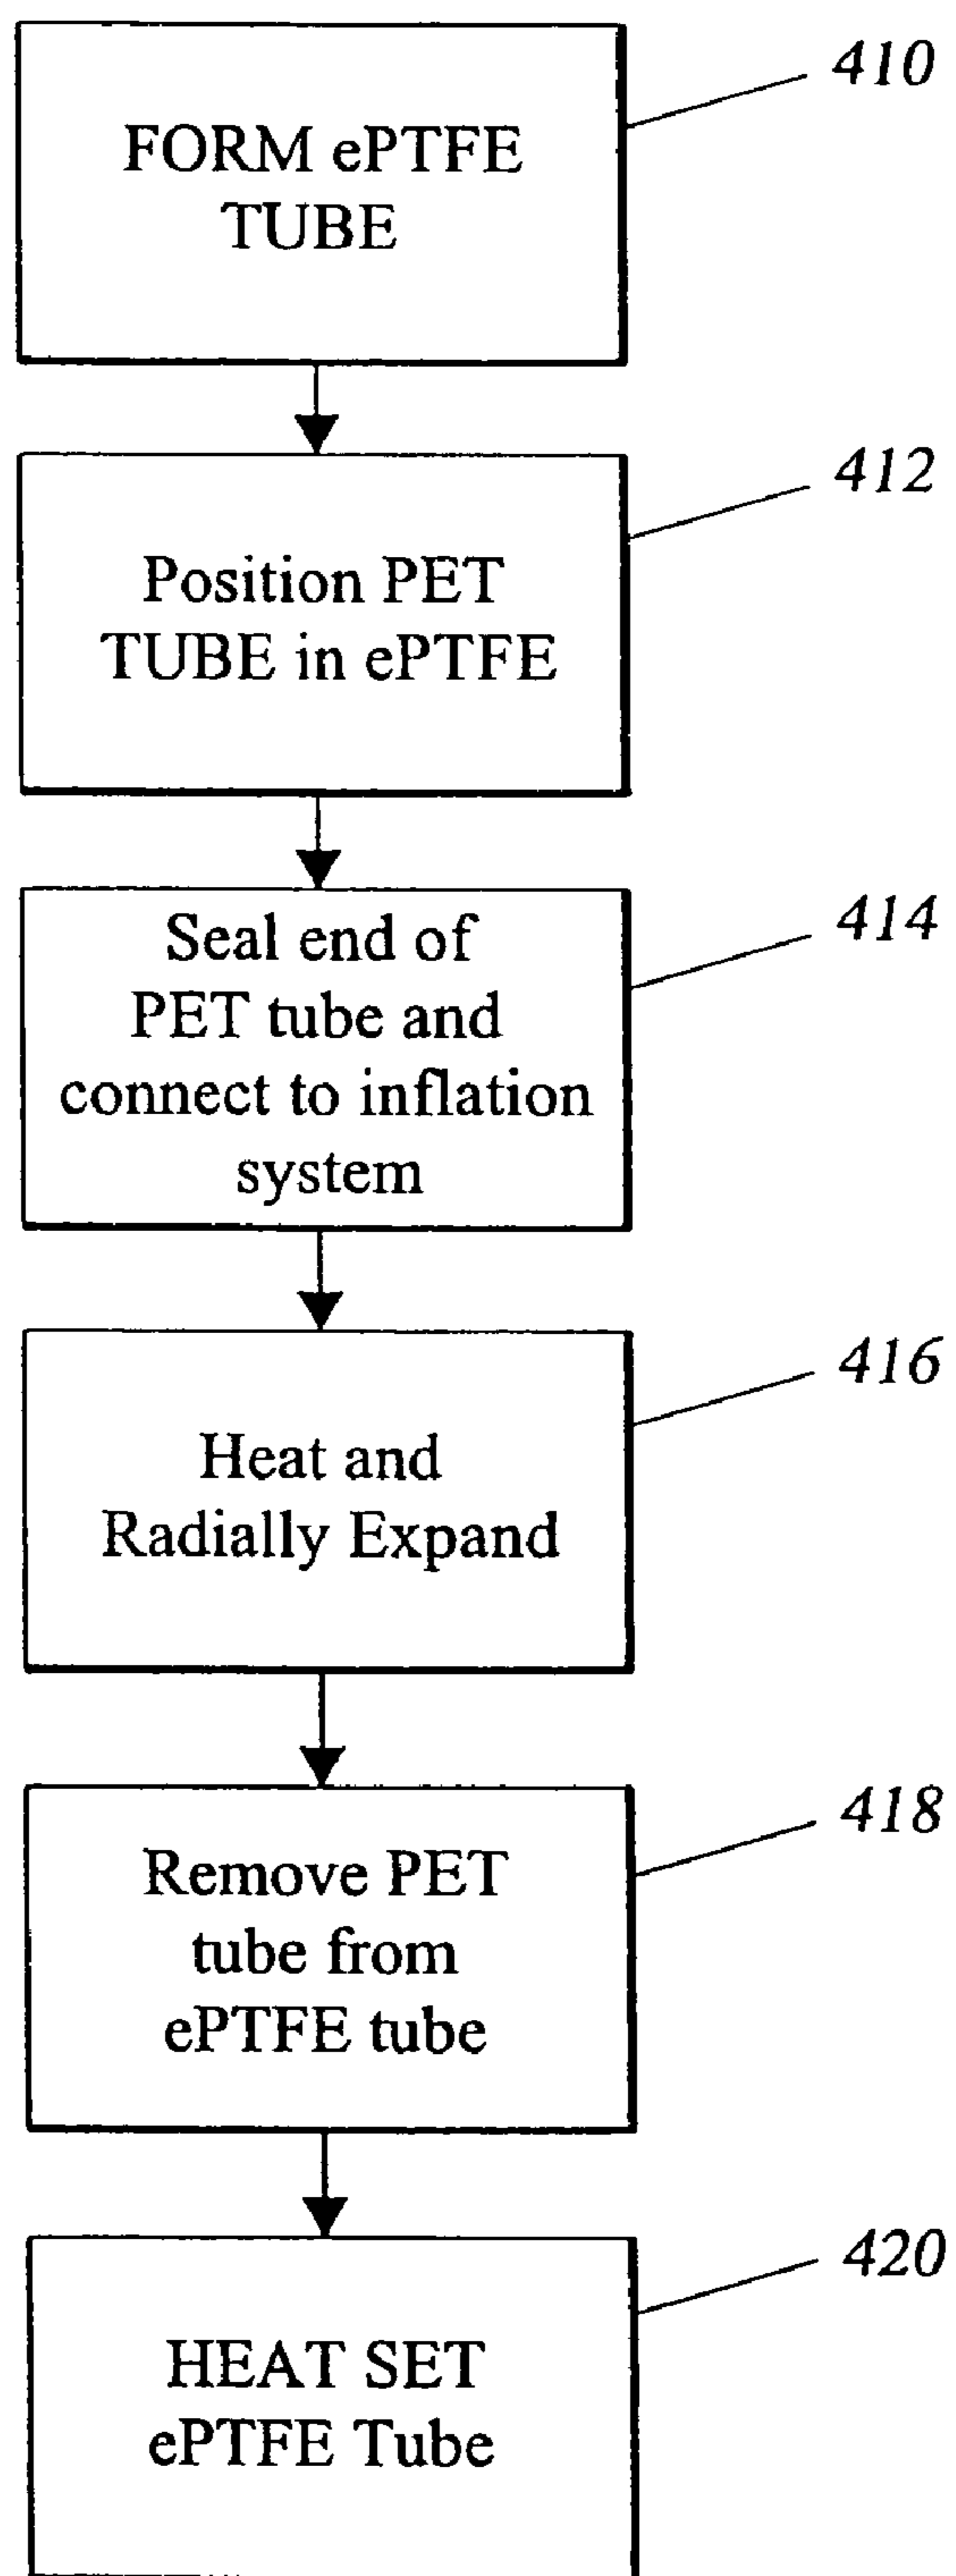 FORM ePTFE
TUBE
410
Position PET
TUBE in ePTFE
412
Seal end of
PET tube and
connect to inflation
system
414
Heat and
Radially Expand
416
Remove PET
tube from
ePTFE tube
418
HEAT SET
ePTFE Tube
420